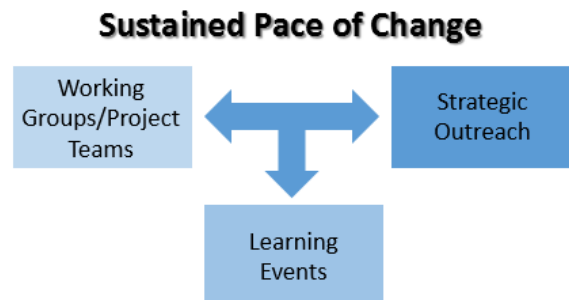 Sustained Pace of Change
Working
Groups/Project
Teams
Strategic
Outreach
Learning
Events